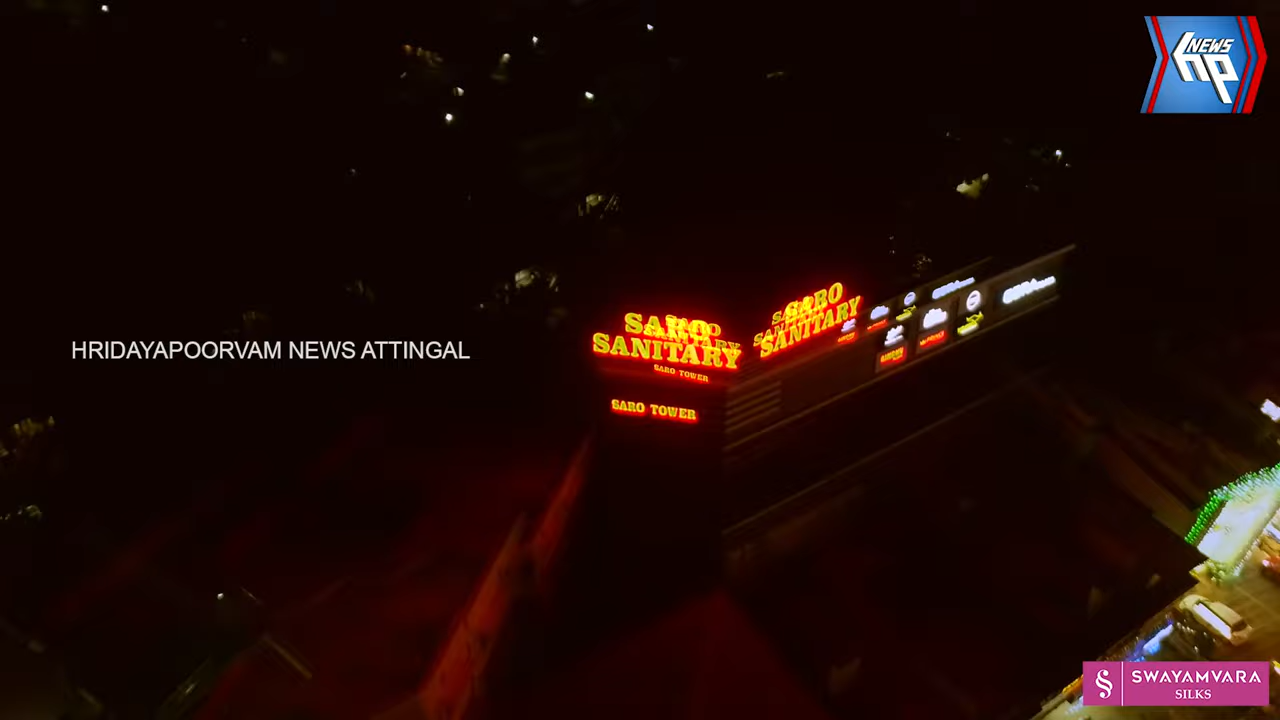 NEWS
hp
HRIDAYAPOORVAM NEWS ATTINGAL
SARO
SANITARY
SARO TOWER
SARO TOWER
SARO
SANITARY
SWAYAMVARA
SILKS